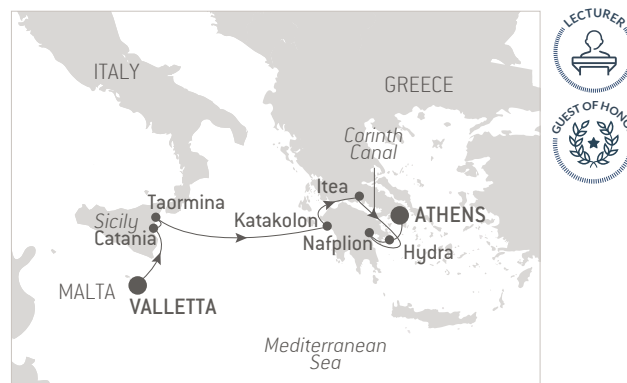 LECTURER
ITALY
GREECE
GUEST OF HONO
Corinth
Canal
Itea
Taormina
ATHENS
Sicily
Katakolon
Catania
Nafplion
Hydra
MALTA
VALLETTA
Mediterranean
Sea